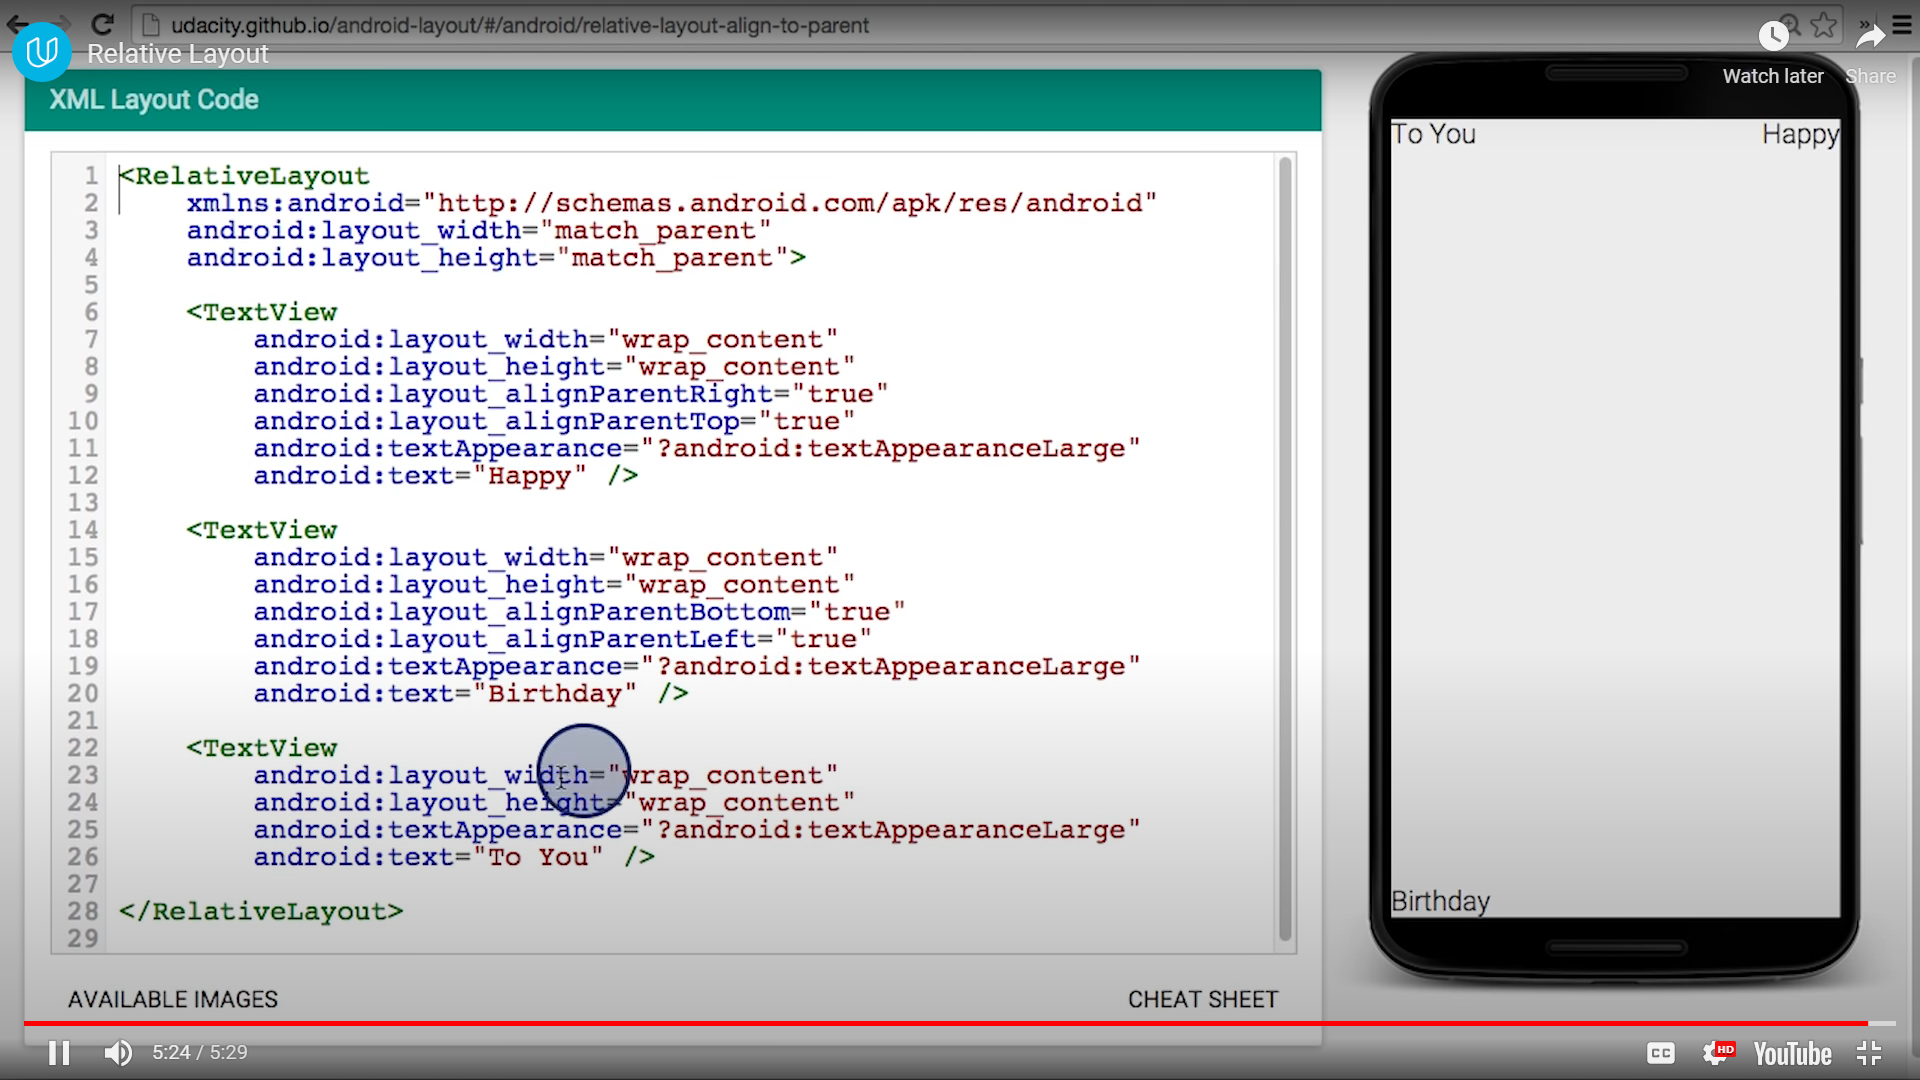 udacity.github.io/android-layout/#/android/relative-layout-align-to-parent
Relative Layout
Watch later
Share
XML Layout Code
1 <RelativeLayout
2 xmlns:android="http://schemas.android.com/apk/res/android"
3 android:layout_width="match_parent"
4 android:layout_height="match_parent">
5
6 <TextView
7 android:layout_width="wrap_content"
8 android:layout_height="wrap_content"
9 android:layout_alignParentRight="true"
10 android:layout_alignParentTop="true"
11 android:textAppearance="?android:textAppearanceLarge"
12 android:text="Happy" />
13
14 <TextView
15 android:layout_width="wrap_content"
16 android:layout_height="wrap_content"
17 android:layout_alignParentBottom="true"
18 android:layout_alignParentLeft="true"
19 android:textAppearance="?android:textAppearanceLarge"
20 android:text="Birthday" />
21
22 <TextView
23 android:layout_width="wrap_content"
24 android:layout_height="wrap_content"
25 android:textAppearance="?android:textAppearanceLarge"
26 android:text="To You" />
27
28 </RelativeLayout>
29
AVAILABLE IMAGES
CHEAT SHEET
To You
Happy
Birthday
5:24 / 5:29
CC
HD
YouTube